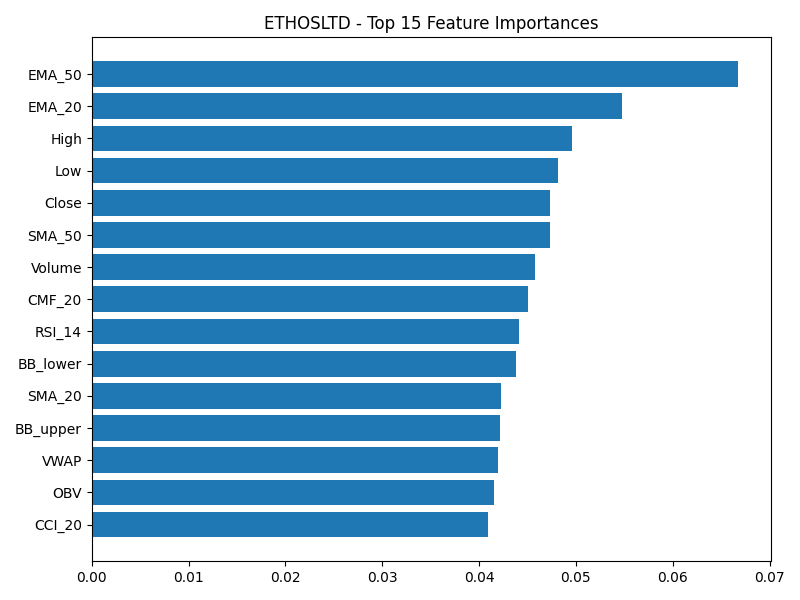 ETHOSLTD - Top 15 Feature Importances
EMA_50
EMA_20
High
Low
Close
SMA_50
Volume
CMF_20
RSI_14
BB_lower
SMA_20
BB_upper
VWAP
OBV
CCI_20
0.00 0.01 0.02 0.03 0.04 0.05 0.06 0.07